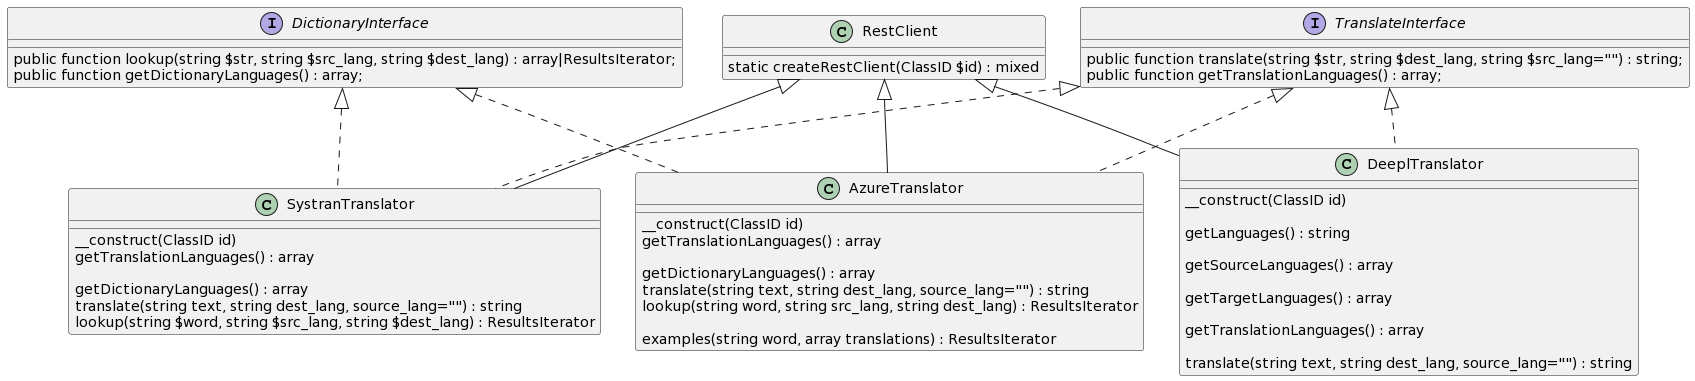 I DictionaryInterface
public function lookup(string $str, string $src_lang, string $dest_lang) : array|ResultsIterator;
public function getDictionaryLanguages() : array;
C RestClient
static createRestClient(ClassID $id) : mixed
I TranslateInterface
public function translate(string $str, string $dest_lang, string $src_lang="") : string;
public function getTranslationLanguages() : array;
C SystranTranslator
__construct(ClassID id)
getTranslationLanguages() : array
getDictionaryLanguages() : array
translate(string text, string dest_lang, source_lang="") : string
lookup(string $word, string $src_lang, string $dest_lang) : ResultsIterator
C AzureTranslator
__construct(ClassID id)
getTranslationLanguages() : array
getDictionaryLanguages() : array
translate(string text, string dest_lang, source_lang="") : string
lookup(string word, string src_lang, string dest_lang) : ResultsIterator
examples(string word, array translations) : ResultsIterator
C DeeplTranslator
__construct(ClassID id)
getLanguages() : string
getSourceLanguages() : array
getTargetLanguages() : array
getTranslationLanguages() : array
translate(string text, string dest_lang, source_lang="") : string